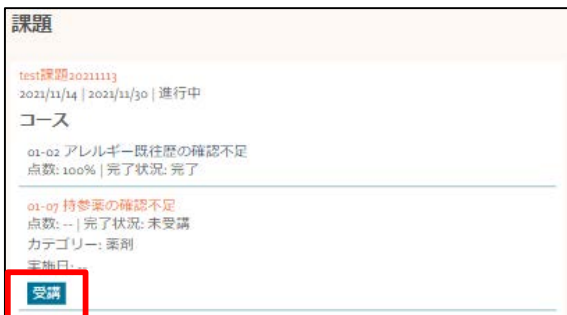 課題
test課題20211113
2021/11/14 | 2021/11/30 | 進行中
コース
01-02 アレルギー既往歴の確認不足
点数: 100% | 完了状況: 完了
01-07 持参薬の確認不足
点数: -- | 完了状況: 未受講
カテゴリー: 薬剤
実施日: --
受講